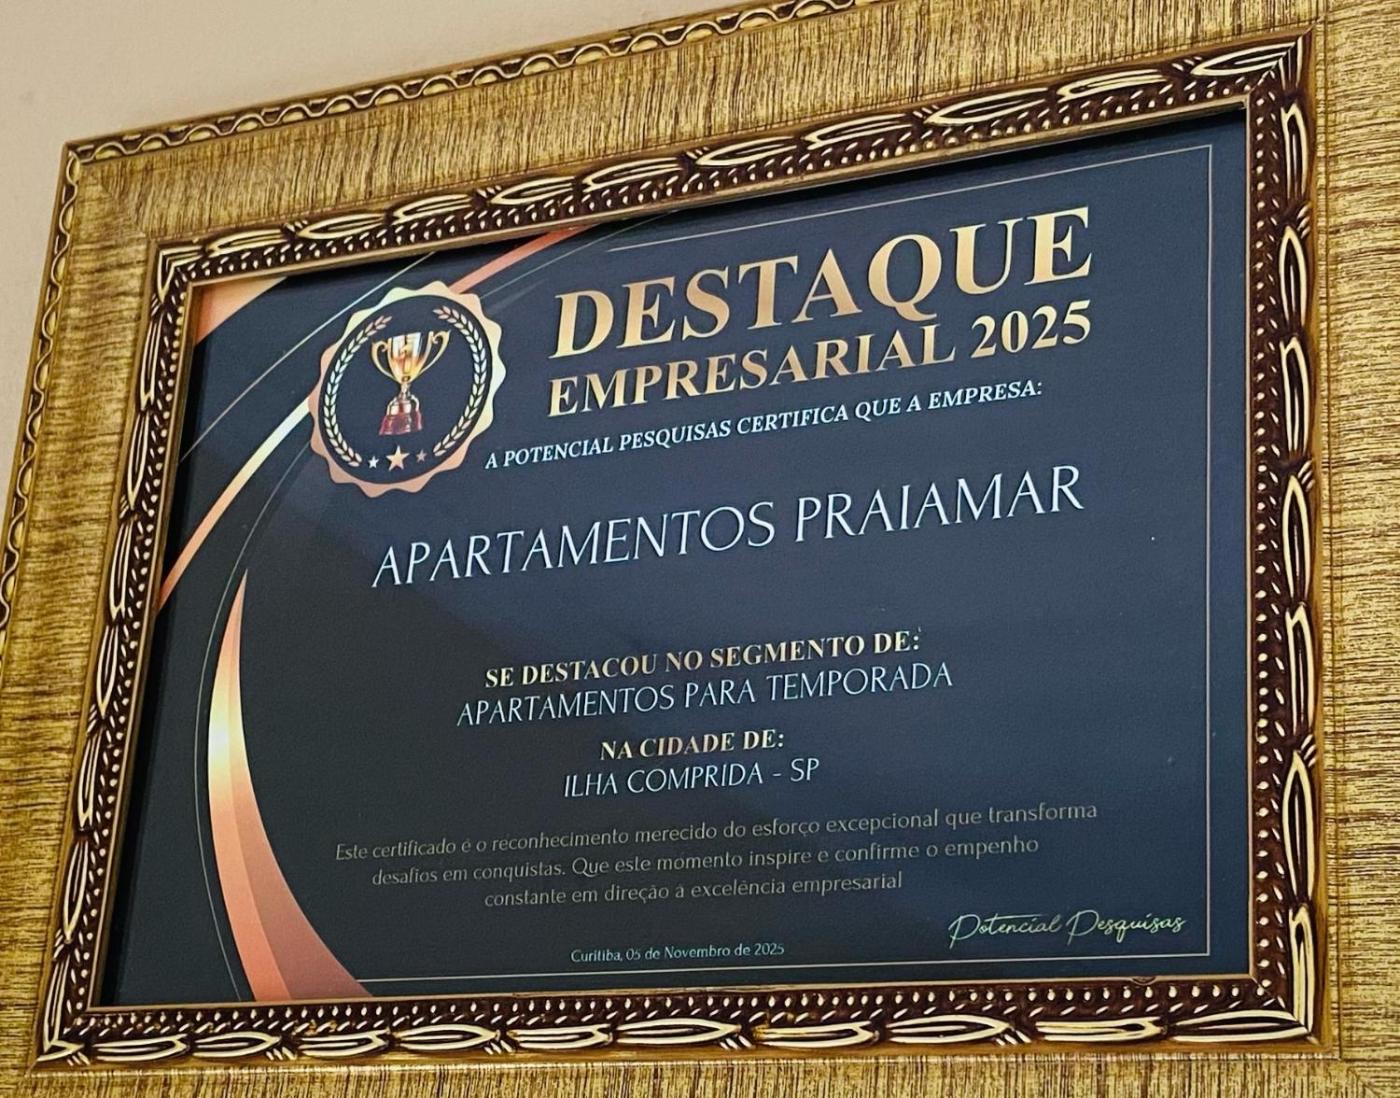 DESTAQUE
EMPRESARIAL 2025
A POTENCIAL PESQUISAS CERTIFICA QUE A EMPRESA:
APARTAMENTOS PRAIAMAR
SE DESTACOU NO SEGMENTO DE:
APARTAMENTOS PARA TEMPORADA
NA CIDADE DE:
ILHA COMPRIDA - SP
Este certificado é o reconhecimento merecido do esforço excepcional que transforma
desafios em conquistas. Que este momento inspire e confirme o empenho
constante em direção á excelência empresarial
Potencial Pesquisas
Curitiba, 05 de Novembro de 2025